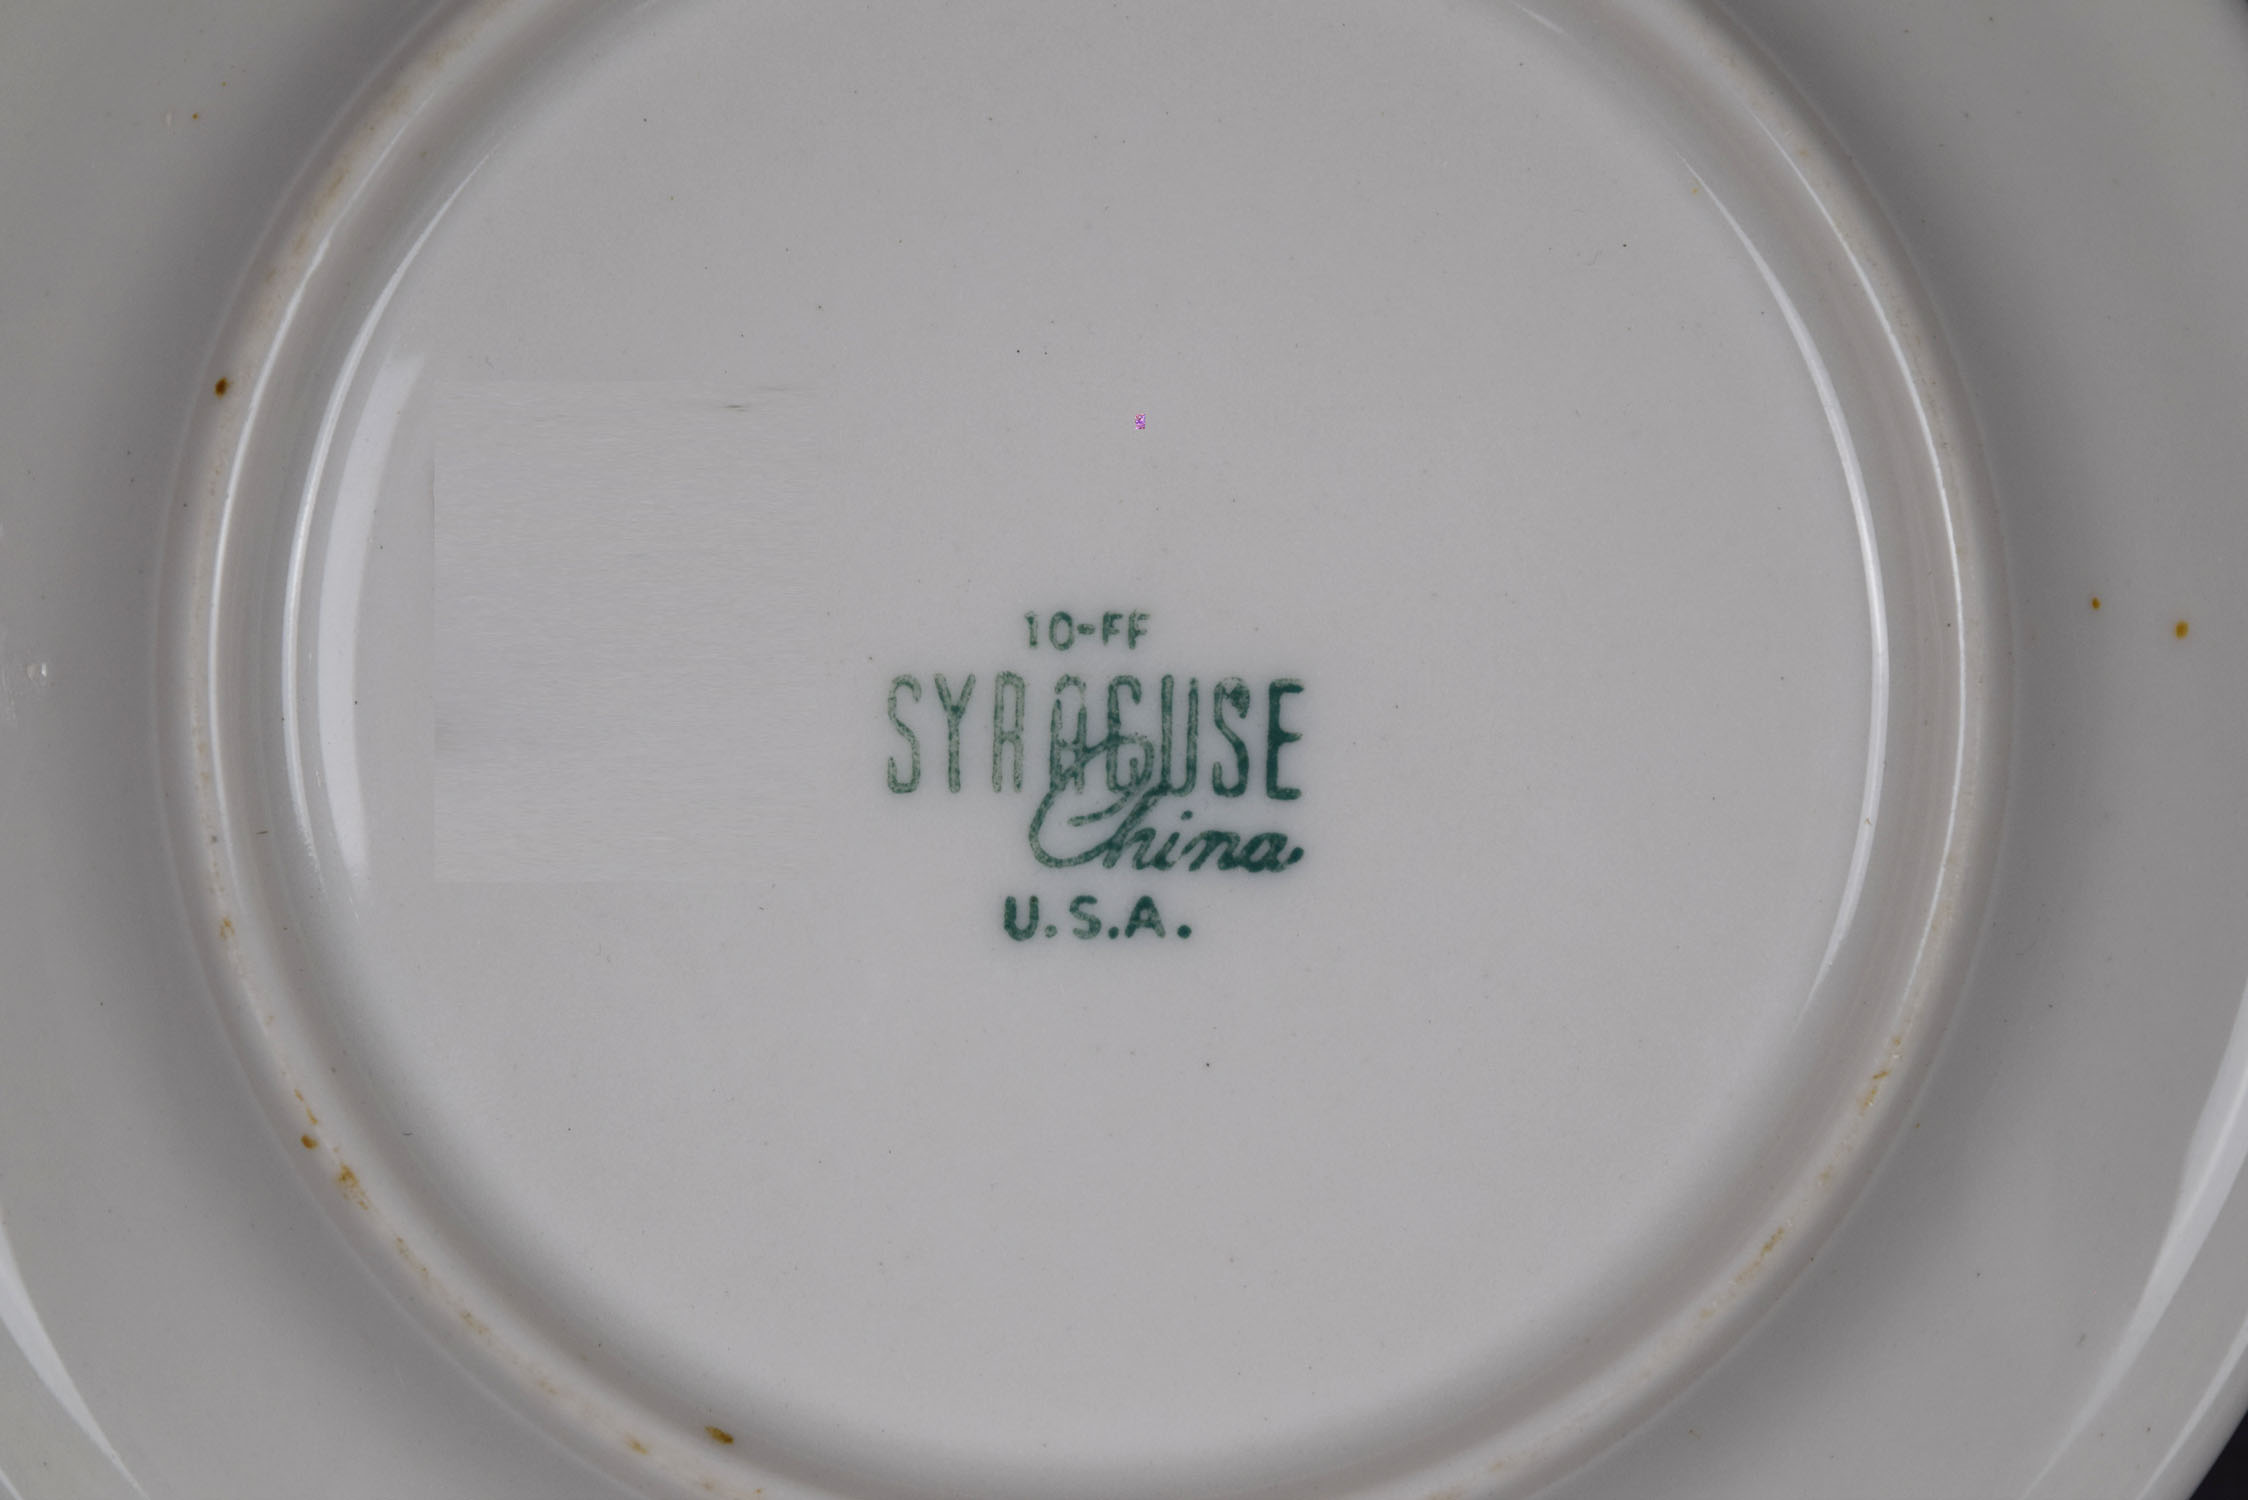 10-FF
SYRACUSE
China
U.S.A.